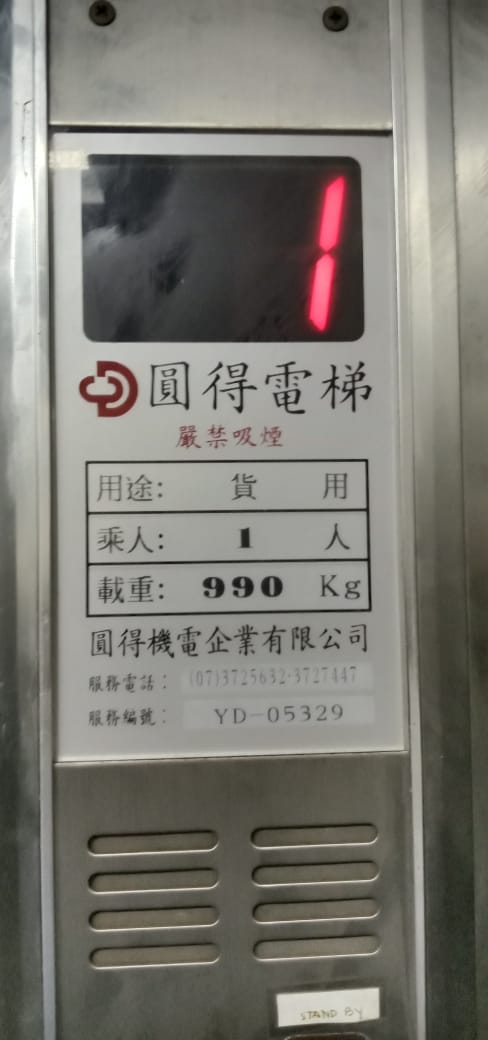 1
圓得電梯
嚴禁吸煙
用途: 貨 用
乘人: 1 人
載重: 990 Kg
圓得機電企業有限公司
服務電話: (07)3725632·3727447
服務編號: YD-05329
STAND BY